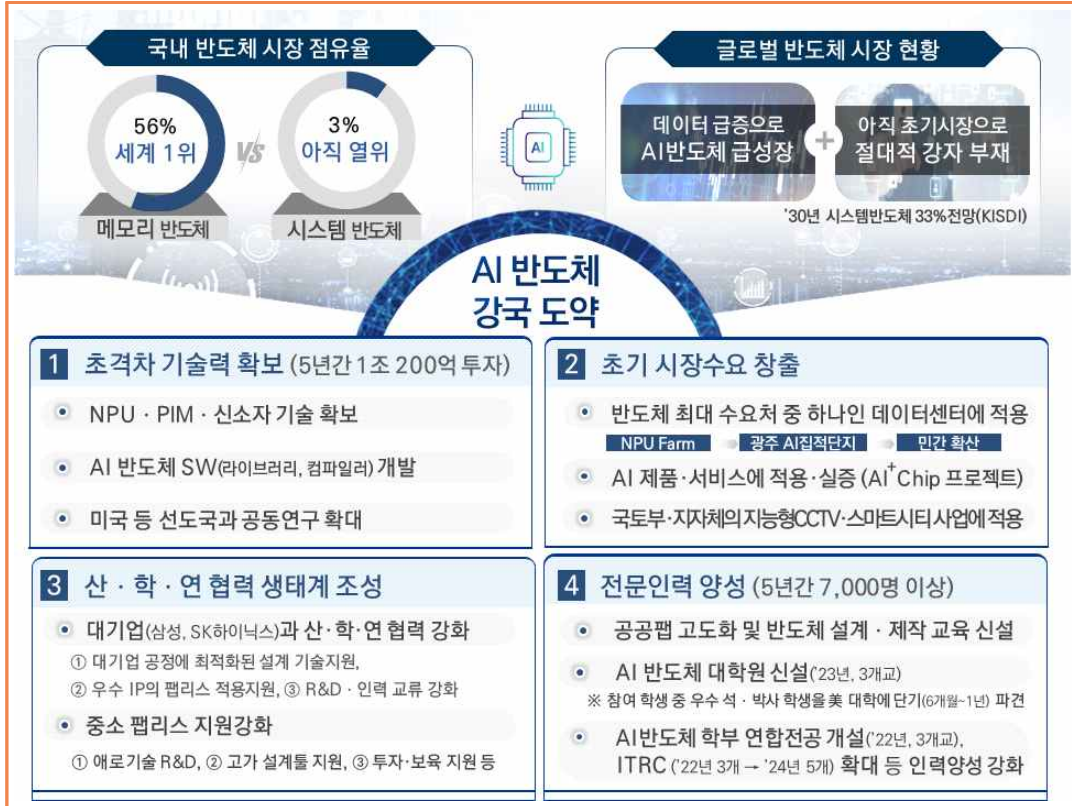 국내 반도체 시장 점유율
56%
세계 1위
메모리 반도체
VS
3%
아직 열위
시스템 반도체
AI
글로벌 반도체 시장 현황
데이터 급증으로
AI반도체 급성장
+
아직 초기시장으로
절대적 강자 부재
'30년 시스템반도체 33%전망(KISDI)
AI 반도체
강국 도약
1 초격차 기술력 확보 (5년간 1조 200억 투자)
NPU · PIM · 신소자 기술 확보
AI 반도체 SW(라이브러리, 컴파일러) 개발
미국 등 선도국과 공동연구 확대
2 초기 시장수요 창출
반도체 최대 수요처 중 하나인 데이터센터에 적용
NPU Farm 광주 AI집적단지 민간 확산
AI 제품·서비스에 적용·실증 (AI+Chip 프로젝트)
국토부·지자체의 지능형CCTV·스마트시티 사업에 적용
3 산 · 학 · 연 협력 생태계 조성
대기업(삼성, SK하이닉스)과 산·학·연 협력 강화
① 대기업 공정에 최적화된 설계 기술지원,
② 우수 IP의 팹리스 적용지원, ③ R&D · 인력 교류 강화
중소 팹리스 지원강화
① 애로기술 R&D, ② 고가 설계툴 지원, ③ 투자·보육 지원 등
4 전문인력 양성 (5년간 7,000명 이상)
공공팹 고도화 및 반도체 설계 · 제작 교육 신설
AI 반도체 대학원 신설('23년, 3개교)
※ 참여 학생 중 우수 석 · 박사 학생을 美 대학에 단기(6개월~1년) 파견
AI반도체 학부 연합전공 개설('22년, 3개교),
ITRC ('22년 3개 → '24년 5개) 확대 등 인력양성 강화